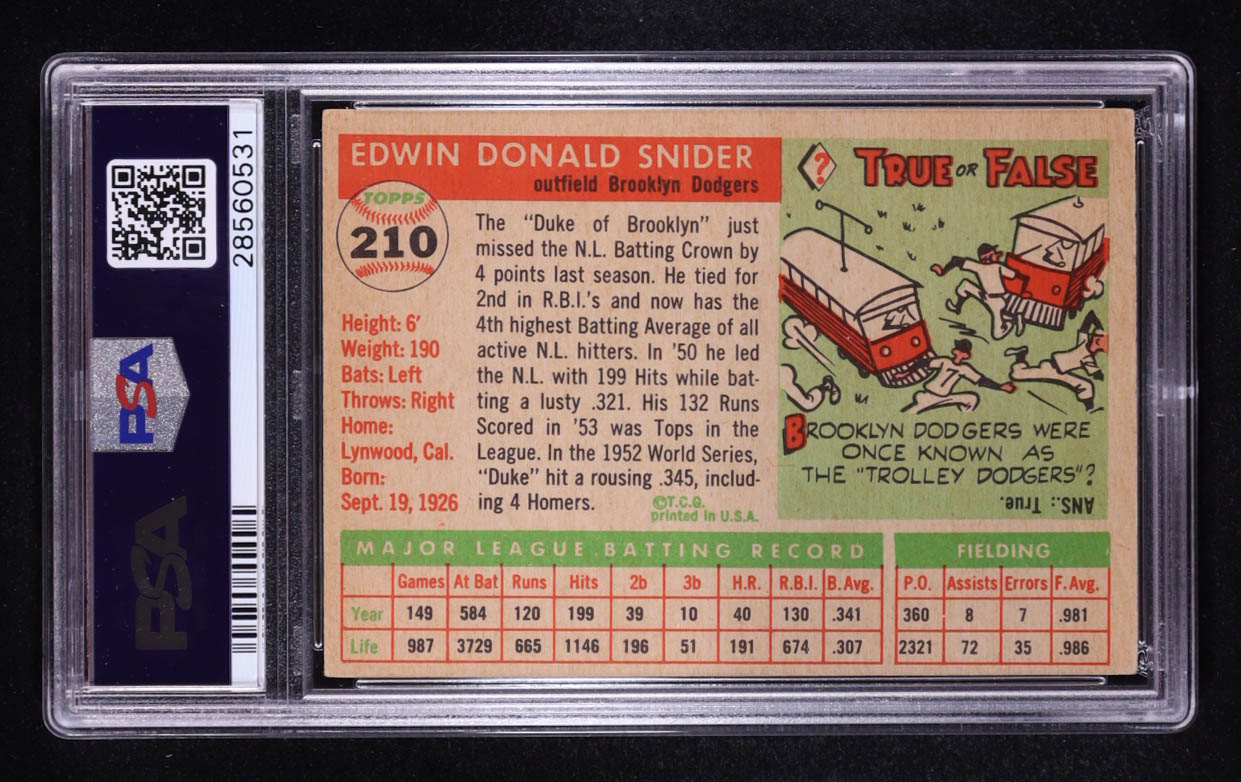 28560531
PSA
PSA
EDWIN DONALD SNIDER
outfield Brooklyn Dodgers
TOPPS
210
Height: 6′
Weight: 190
Bats: Left
Throws: Right
Home:
Lynwood, Cal.
Born:
Sept. 19, 1926
The “Duke of Brooklyn” just
missed the N.L. Batting Crown by
4 points last season. He tied for
2nd in R.B.I.'s and now has the
4th highest Batting Average of all
active N.L. hitters. In '50 he led
the N.L. with 199 Hits while bat-
ting a lusty .321. His 132 Runs
Scored in '53 was Tops in the
League. In the 1952 World Series,
“Duke” hit a rousing .345, includ-
ing 4 Homers.
©T.C.G.
printed in U.S.A.
? TRUE OR FALSE
BROOKLYN DODGERS WERE
ONCE KNOWN AS
THE "TROLLEY DODGERS"?
ANS.: True.
MAJOR LEAGUE BATTING RECORD
Games At Bat Runs Hits 2b 3b H.R. R.B.I. B. Avg.
Year 149 584 120 199 39 10 40 130 .341
Life 987 3729 665 1146 196 51 191 674 .307
FIELDING
P.O. Assists Errors F. Avg.
360 8 7 .981
2321 72 35 .986